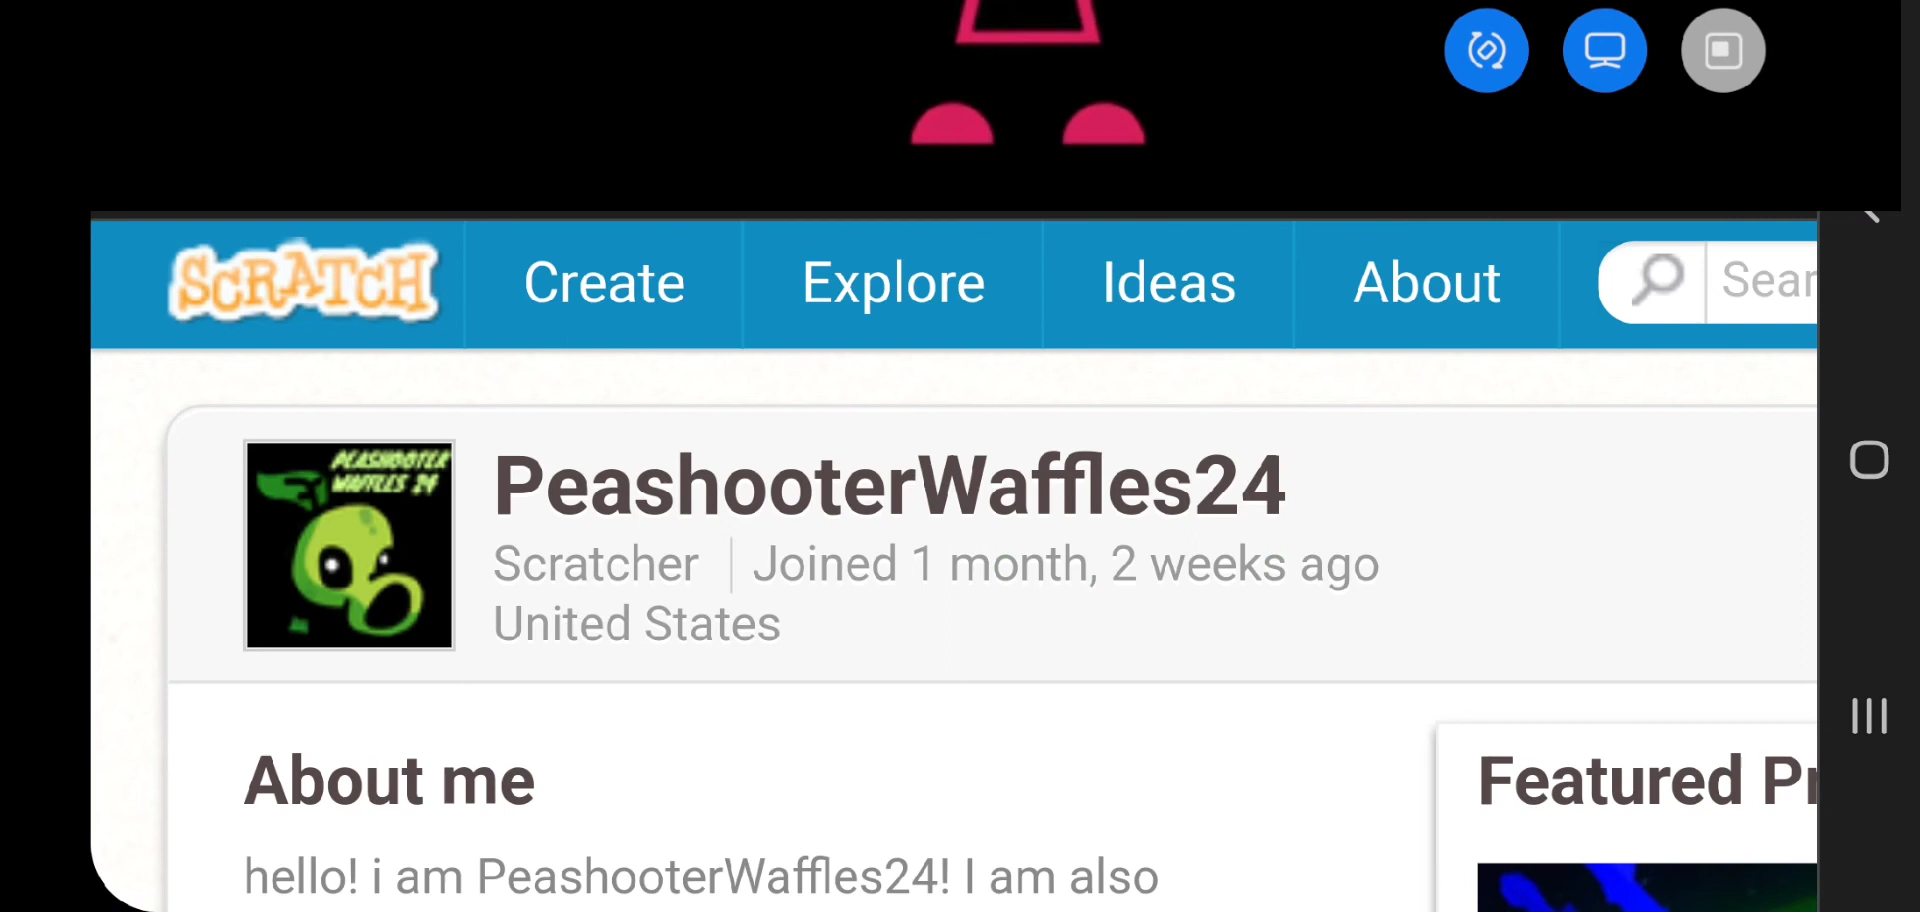 SCRATCH
Create
Explore
Ideas
About
Sear
PEASHOOTER
WAFFLES 24
PeashooterWaffles24
Scratcher
Joined 1 month, 2 weeks ago
United States
About me
hello! i am PeashooterWaffles24! I am also
Featured Pr